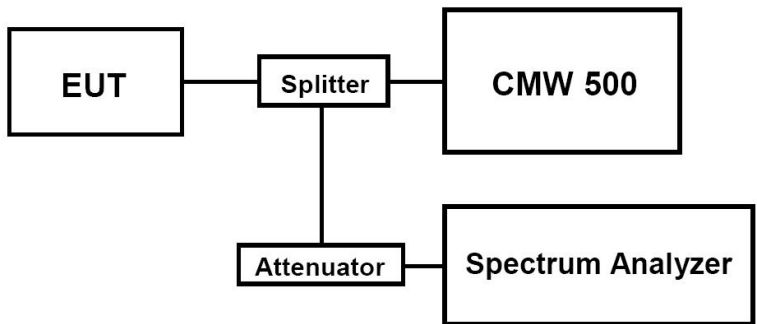 EUT
Splitter
CMW 500
Attenuator
Spectrum Analyzer